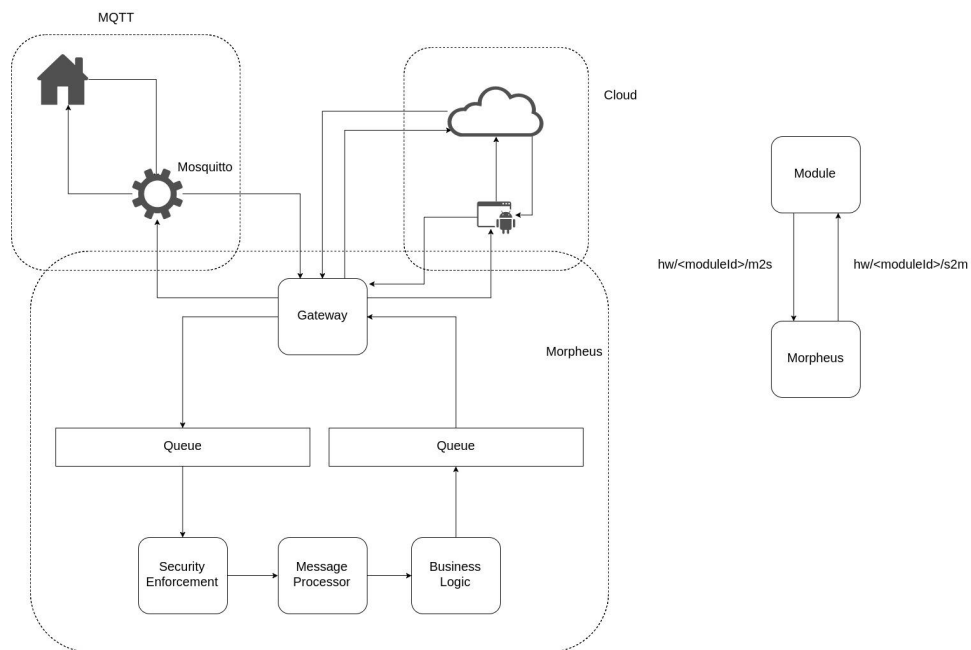 MQTT
Cloud
Mosquitto
Module
hw/<moduleId>/m2s
hw/<moduleId>/s2m
Gateway
Morpheus
Morpheus
Queue
Queue
Security
Enforcement
Message
Processor
Business
Logic